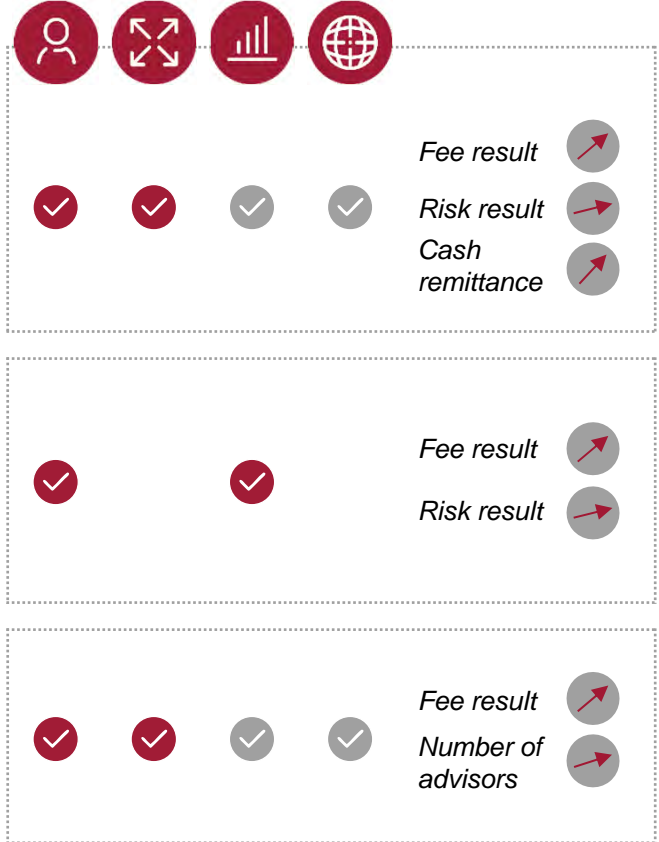 Fee result
Risk result
Cash
remittance
Fee result
Risk result
Fee result
Number of
advisors